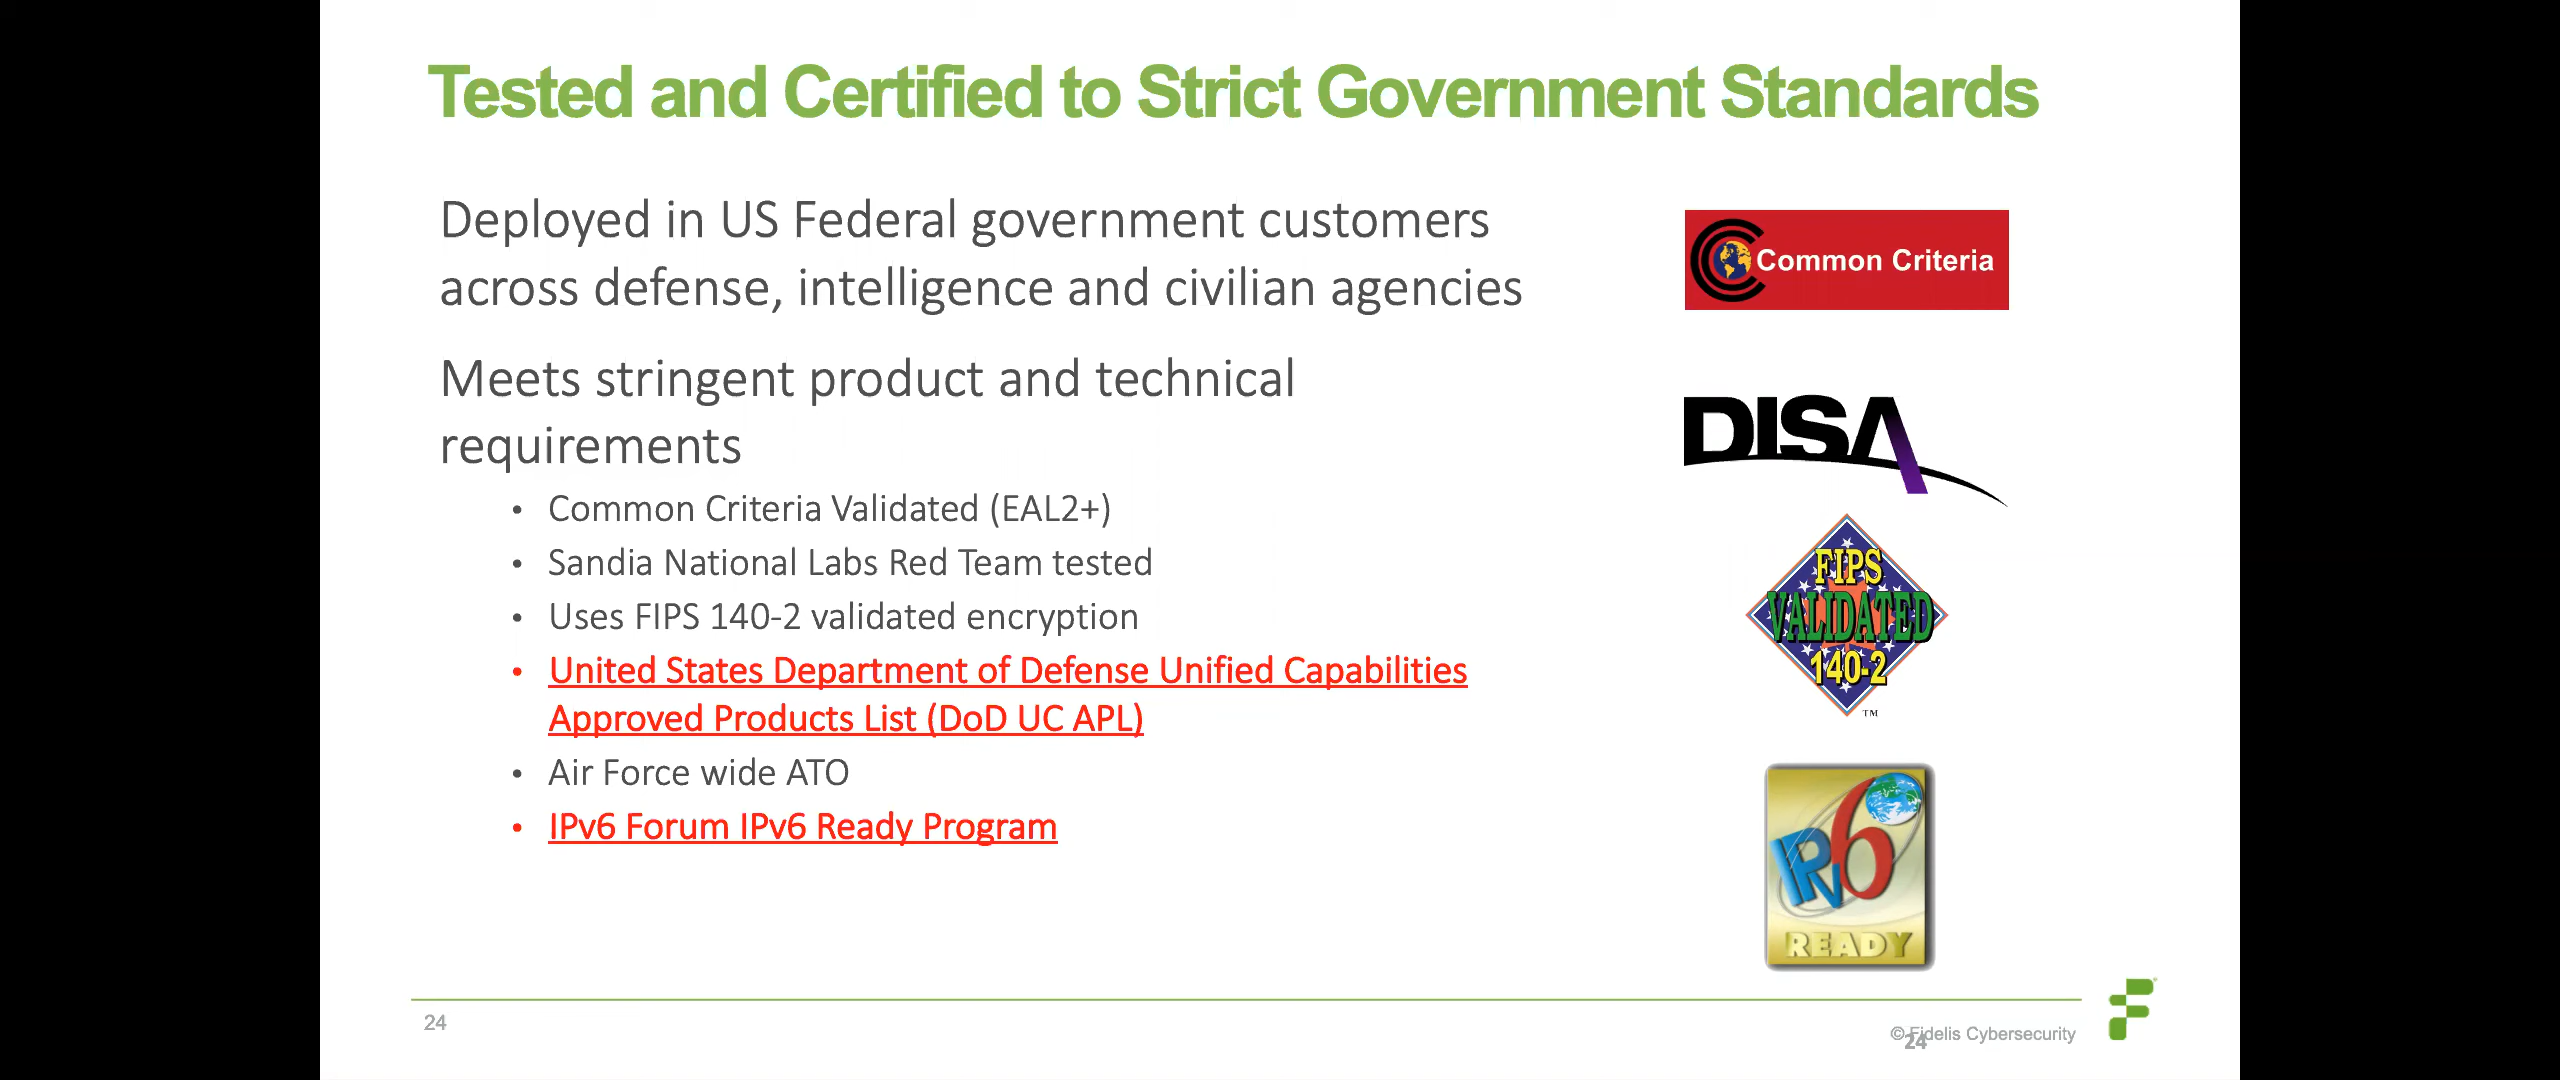 Tested and Certified to Strict Government Standards
Deployed in US Federal government customers
across defense, intelligence and civilian agencies
Meets stringent product and technical
requirements
• Common Criteria Validated (EAL2+)
• Sandia National Labs Red Team tested
• Uses FIPS 140-2 validated encryption
• United States Department of Defense Unified Capabilities
Approved Products List (DoD UC APL)
• Air Force wide ATO
• IPv6 Forum IPv6 Ready Program
Common Criteria
DISA
FIPS
VALIDATED
140-2
TM
IPv6
READY
24
© Fidelis Cybersecurity
24